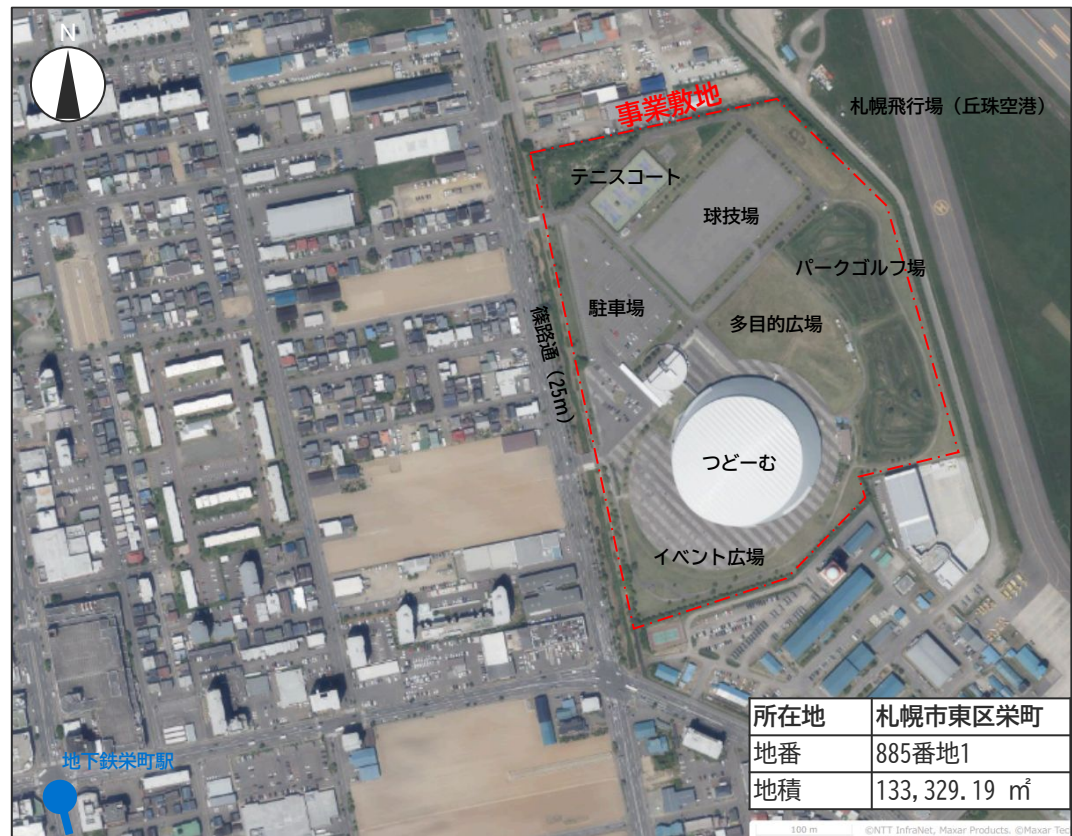 N
事業敷地
札幌飛行場（丘珠空港）
テニスコート
球技場
パークゴルフ場
駐車場
多目的広場
篠路通（25m）
つどーむ
イベント広場
地下鉄栄町駅
所在地 札幌市東区栄町
地番 885番地1
地積 133,329.19 ㎡
100 m ©NTT InfraNet, Maxar Products. ©Maxar Tec